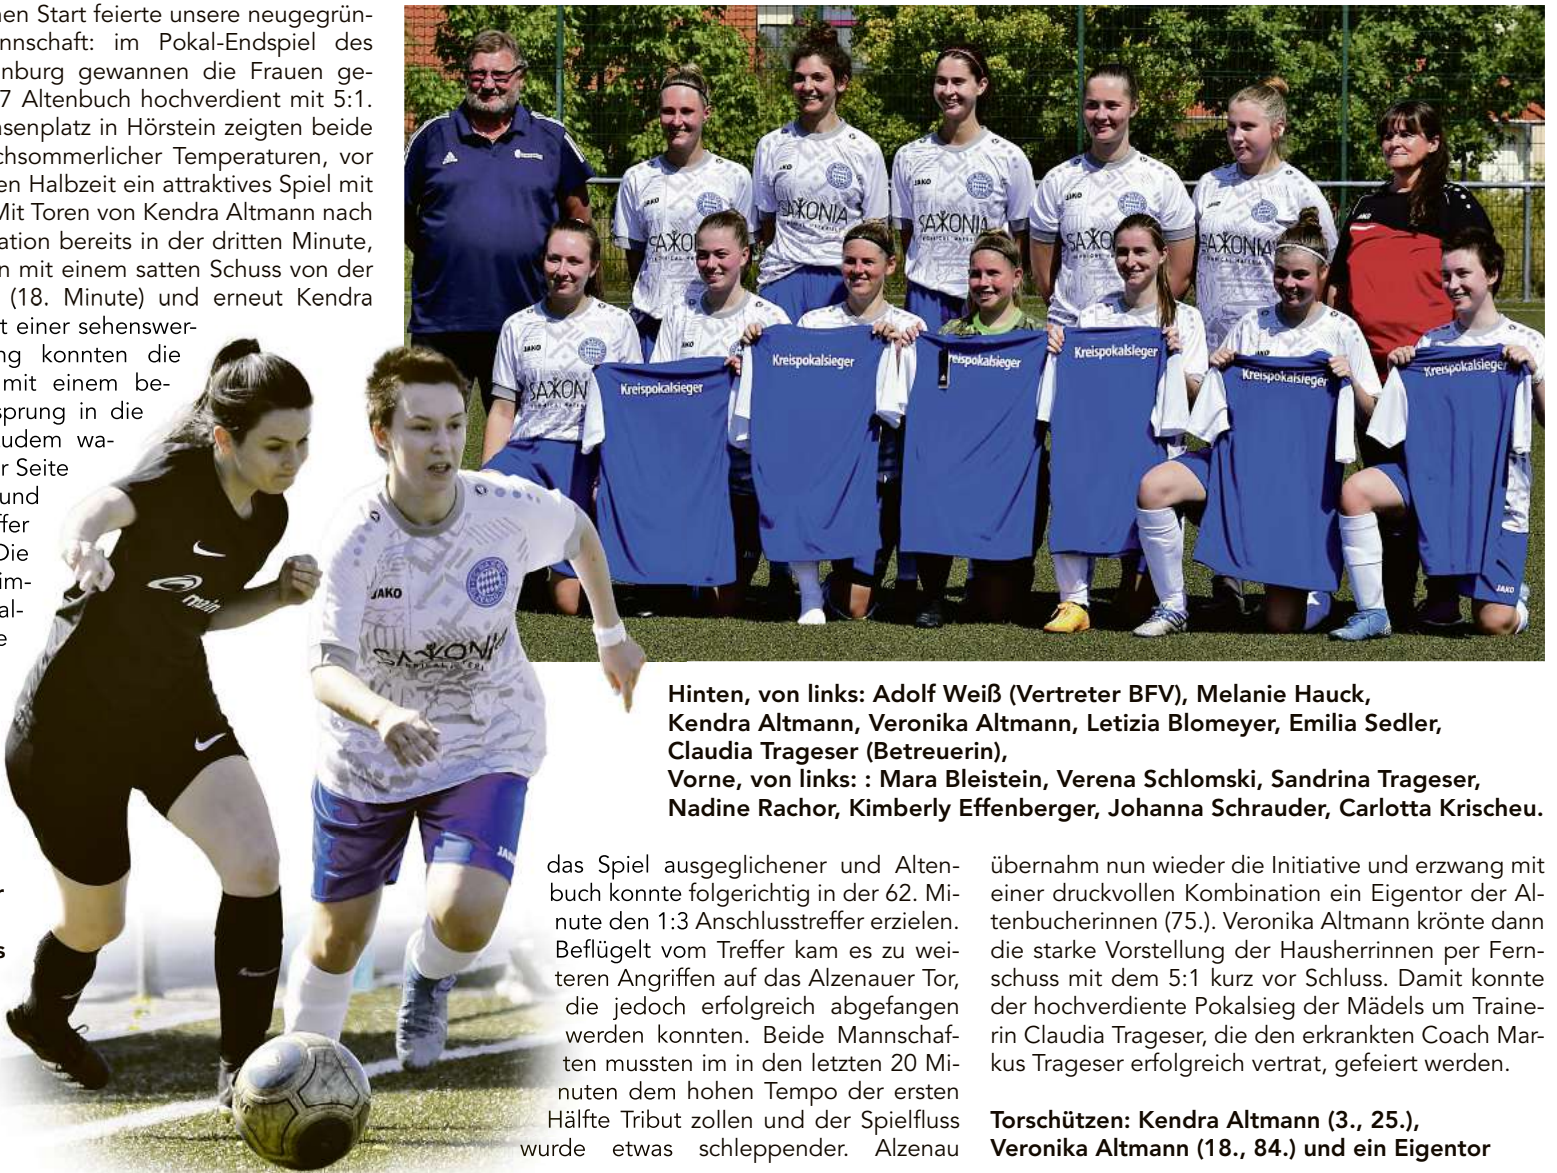 nen Start feierte unsere neugegrün-
nnschaft: im Pokal-Endspiel des
nburg gewannen die Frauen ge-
7 Altenbuch hochverdient mit 5:1.
senplatz in Hörstein zeigten beide
chsommerlicher Temperaturen, vor
en Halbzeit ein attraktives Spiel mit
Mit Toren von Kendra Altmann nach
ation bereits in der dritten Minute,
n mit einem satten Schuss von der
(18. Minute) und erneut Kendra
t einer sehenswer-
ng konnten die
mit einem be-
sprung in die
udem wa-
r Seite
und
ffer
Die
im-
al-
e
r
s
JAKO
SAXONIA
Kreispokalsieger
Kreispokalsieger
Kreispokalsieger
Kreispokalsieger
Kreispokalsieger
Kreispokalsieger
JAKO
main
JAKO
SAXONIA
Hinten, von links: Adolf Weiß (Vertreter BFV), Melanie Hauck,
Kendra Altmann, Veronika Altmann, Letizia Blomeyer, Emilia Sedler,
Claudia Trageser (Betreuerin),
Vorne, von links: : Mara Bleistein, Verena Schlomski, Sandrina Trageser,
Nadine Rachor, Kimberly Effenberger, Johanna Schrauder, Carlotta Krischeu.
das Spiel ausgeglichener und Alten-
buch konnte folgerichtig in der 62. Mi-
nute den 1:3 Anschlusstreffer erzielen.
Beflügelt vom Treffer kam es zu wei-
teren Angriffen auf das Alzenauer Tor,
die jedoch erfolgreich abgefangen
werden konnten. Beide Mannschaf-
ten mussten im in den letzten 20 Mi-
nuten dem hohen Tempo der ersten
Hälfte Tribut zollen und der Spielfluss
wurde etwas schleppender. Alzenau
übernahm nun wieder die Initiative und erzwang mit
einer druckvollen Kombination ein Eigentor der Al-
tenbucherinnen (75.). Veronika Altmann krönte dann
die starke Vorstellung der Hausherrinnen per Fern-
schuss mit dem 5:1 kurz vor Schluss. Damit konnte
der hochverdiente Pokalsieg der Mädels um Traine-
rin Claudia Trageser, die den erkrankten Coach Mar-
kus Trageser erfolgreich vertrat, gefeiert werden.
Torschützen: Kendra Altmann (3., 25.),
Veronika Altmann (18., 84.) und ein Eigentor